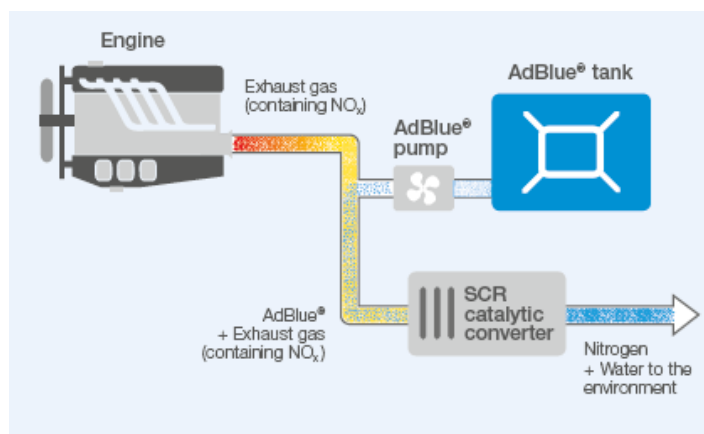 Engine
Exhaust gas
(containing NOₓ)
AdBlue® tank
AdBlue®
pump
AdBlue®
+ Exhaust gas
(containing NOₓ)
SCR
catalytic
converter
Nitrogen
+ Water to the
environment